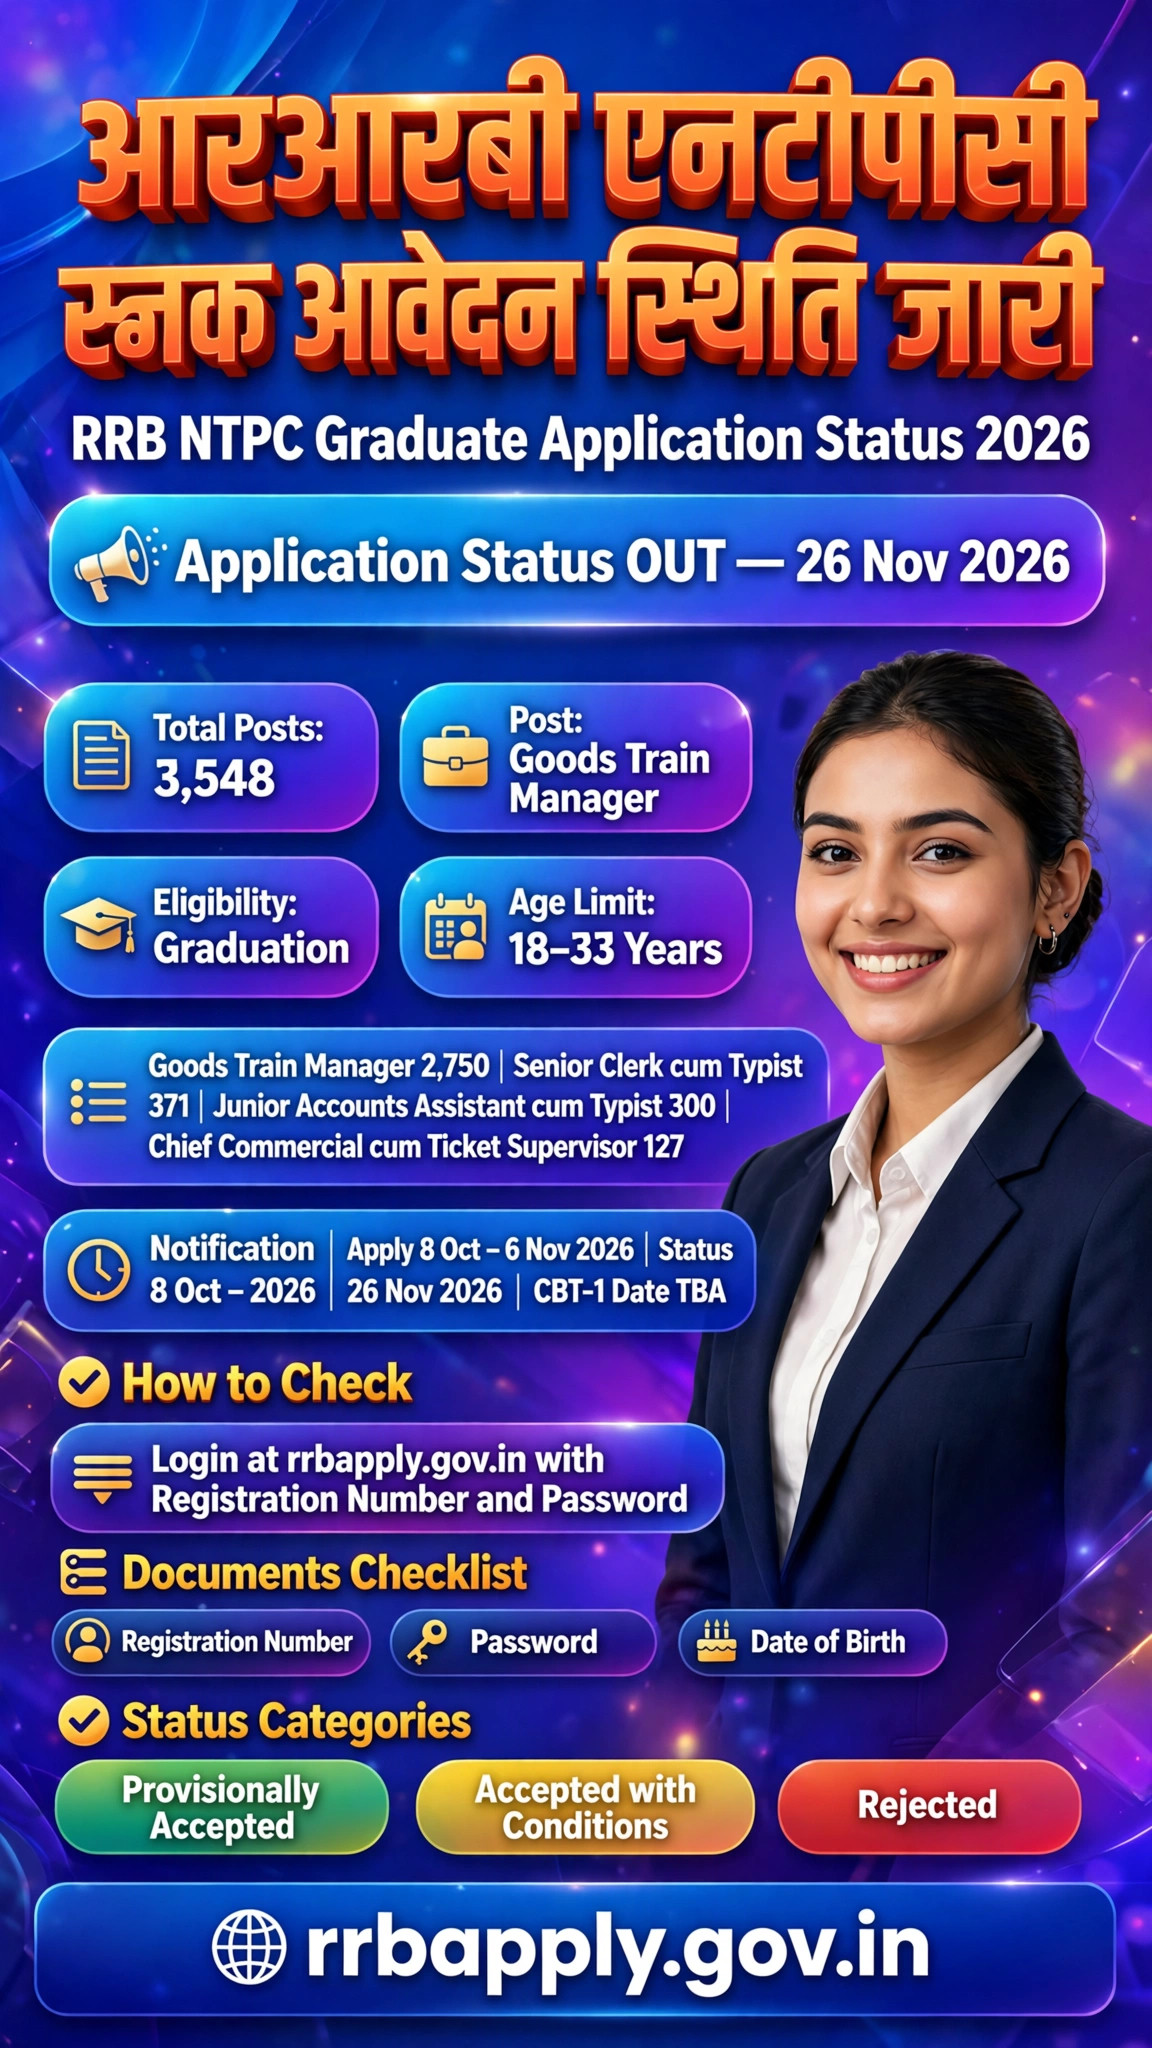 आरआरबी एनटीपीसी
स्नक आवेदन स्थिति जारी
RRB NTPC Graduate Application Status 2026
Application Status OUT — 26 Nov 2026
Total Posts:
3,548
Post:
Goods Train
Manager
Eligibility:
Graduation
Age Limit:
18–33 Years
Goods Train Manager 2,750 | Senior Clerk cum Typist
371 | Junior Accounts Assistant cum Typist 300 |
Chief Commercial cum Ticket Supervisor 127
Notification
8 Oct – 2026
Apply 8 Oct – 6 Nov 2026 | Status
26 Nov 2026 | CBT-1 Date TBA
How to Check
Login at rrbapply.gov.in with
Registration Number and Password
Documents Checklist
Registration Number
Password
Date of Birth
Status Categories
Provisionally
Accepted
Accepted with
Conditions
Rejected
rrbapply.gov.in